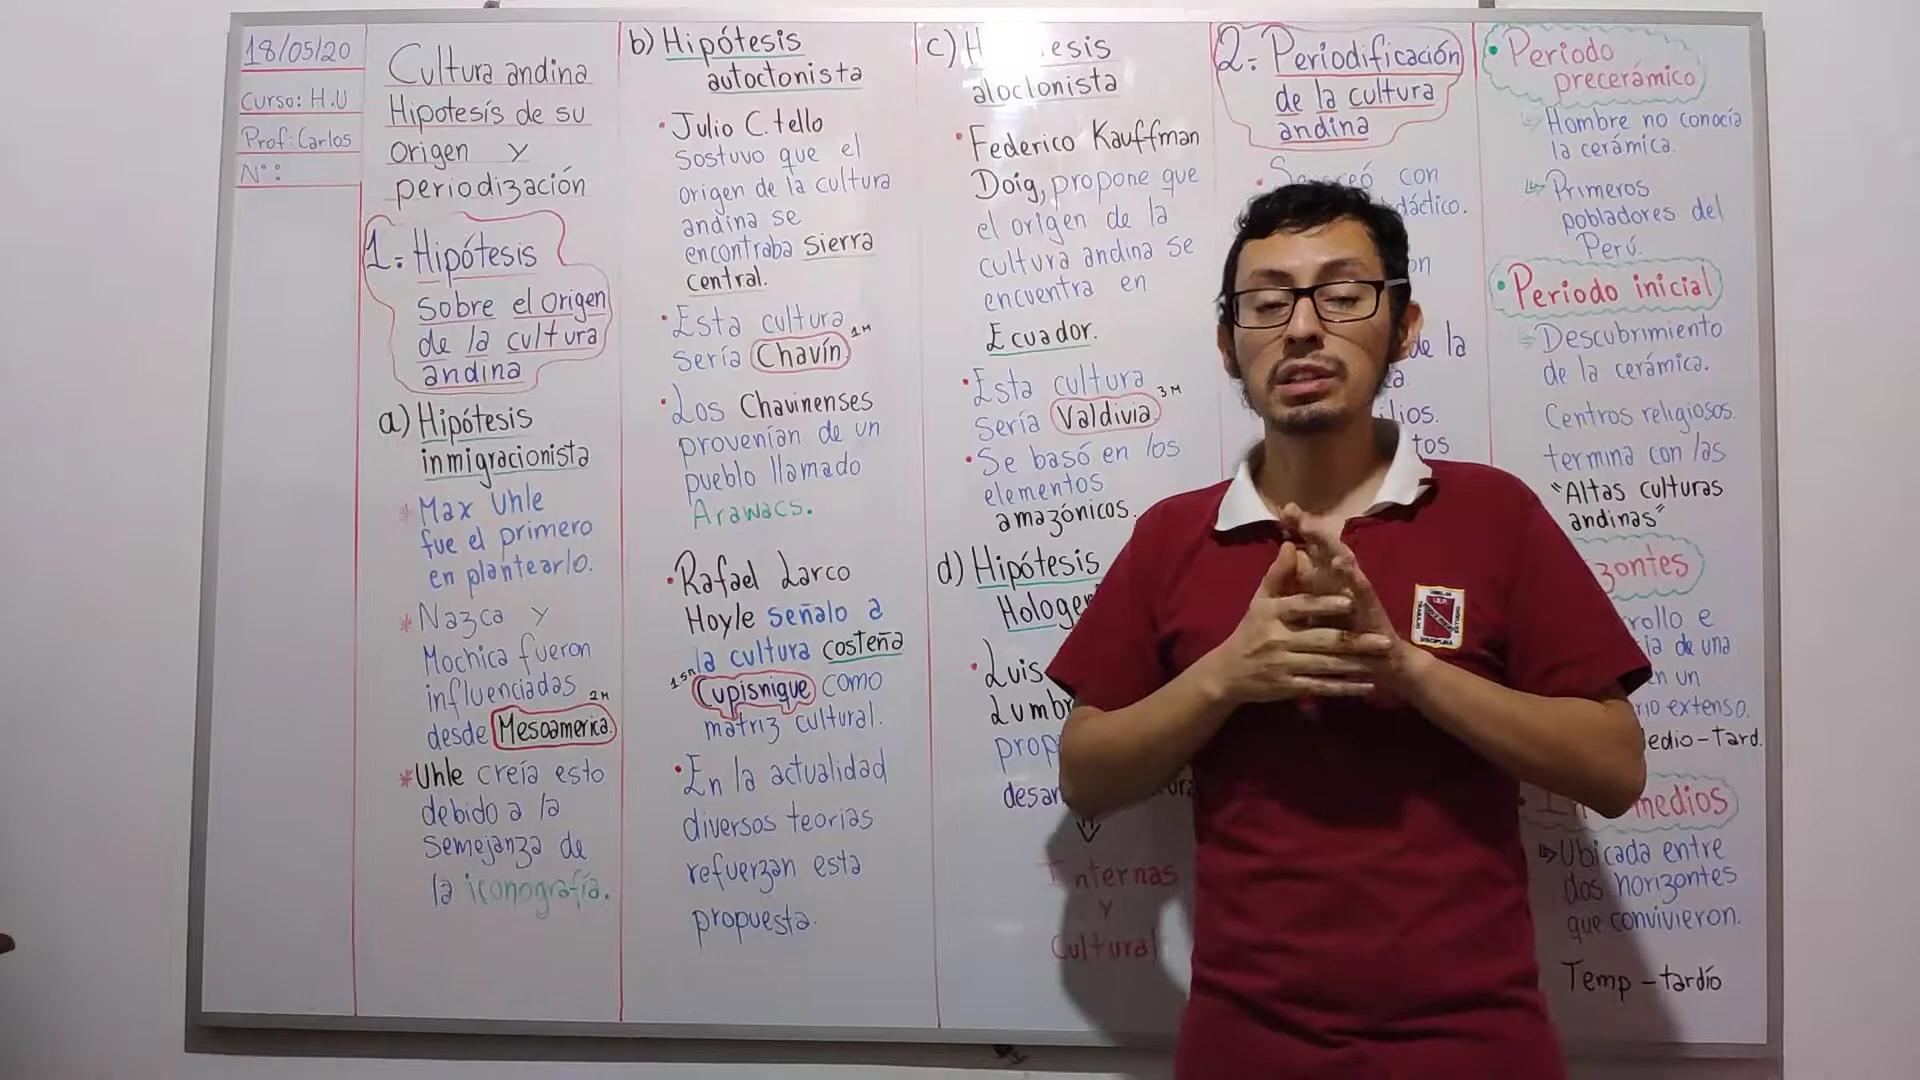 18/05/20
Curso: H.U
Prof: Carlos
N°:
Cultura andina
Hipotesis de su
origen y
periodización
1.- Hipótesis
sobre el origen
de la cultura
andina
a) Hipótesis
inmigracionista
* Max Uhle
fue el primero
en plantearlo.
* Nazca y
Mochica fueron
influenciadas 2M
desde Mesoamerica.
* Uhle creía esto
debido a la
semejanza de
la iconografía.
b) Hipótesis
autoctonista
• Julio C. tello
sostuvo que el
origen de la cultura
andina se
encontraba sierra
central.
• Esta cultura 1M
sería Chavín
• Los Chavinenses
provenían de un
pueblo llamado
Arawacs.
• Rafael Larco
Hoyle señalo a
la cultura costeña
Cupisnique como
matriz cultural.
• En la actualidad
diversos teorias
refuerzan esta
propuesta.
c)
aloctonista
• Federico Kauffman
Doig, propone que
el origen de la
cultura andina se
encuentra en
Ecuador.
• Esta cultura 3M
sería Valdivia
• Se basó en los
elementos
amazónicos.
d) Hipótesis
• Luis
Internas
y
Cultural
2.- Periodificación
de la cultura
andina
con
de la
• Periodo
precerámico
Hombre no conocía
la cerámica.
Primeros
pobladores del
Perú.
• Periodo inicial
Descubrimiento
de la cerámica.
Centros religiosos.
termina con las
"Altas culturas
andinas"
de una
en un
extenso.
-tard.
Ubicada entre
dos horizontes
que convivieron.
Temp - tardío